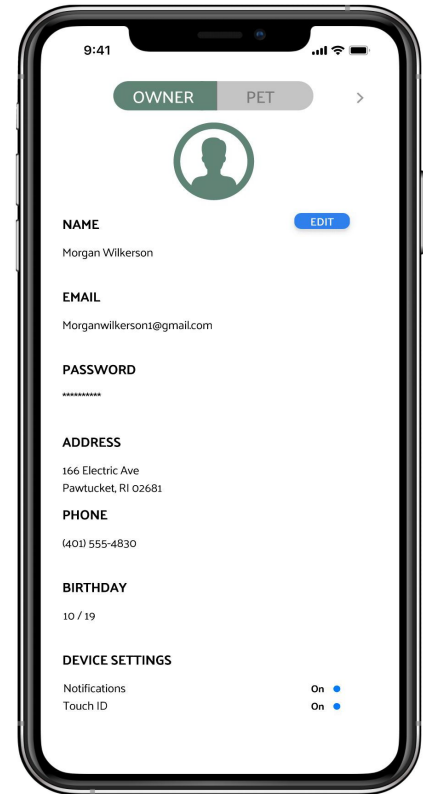 9:41
OWNER PET
NAME EDIT
Morgan Wilkerson
EMAIL
Morganwilkerson1@gmail.com
PASSWORD
**********
ADDRESS
166 Electric Ave
Pawtucket, RI 02681
PHONE
(401) 555-4830
BIRTHDAY
10 / 19
DEVICE SETTINGS
Notifications On
Touch ID On